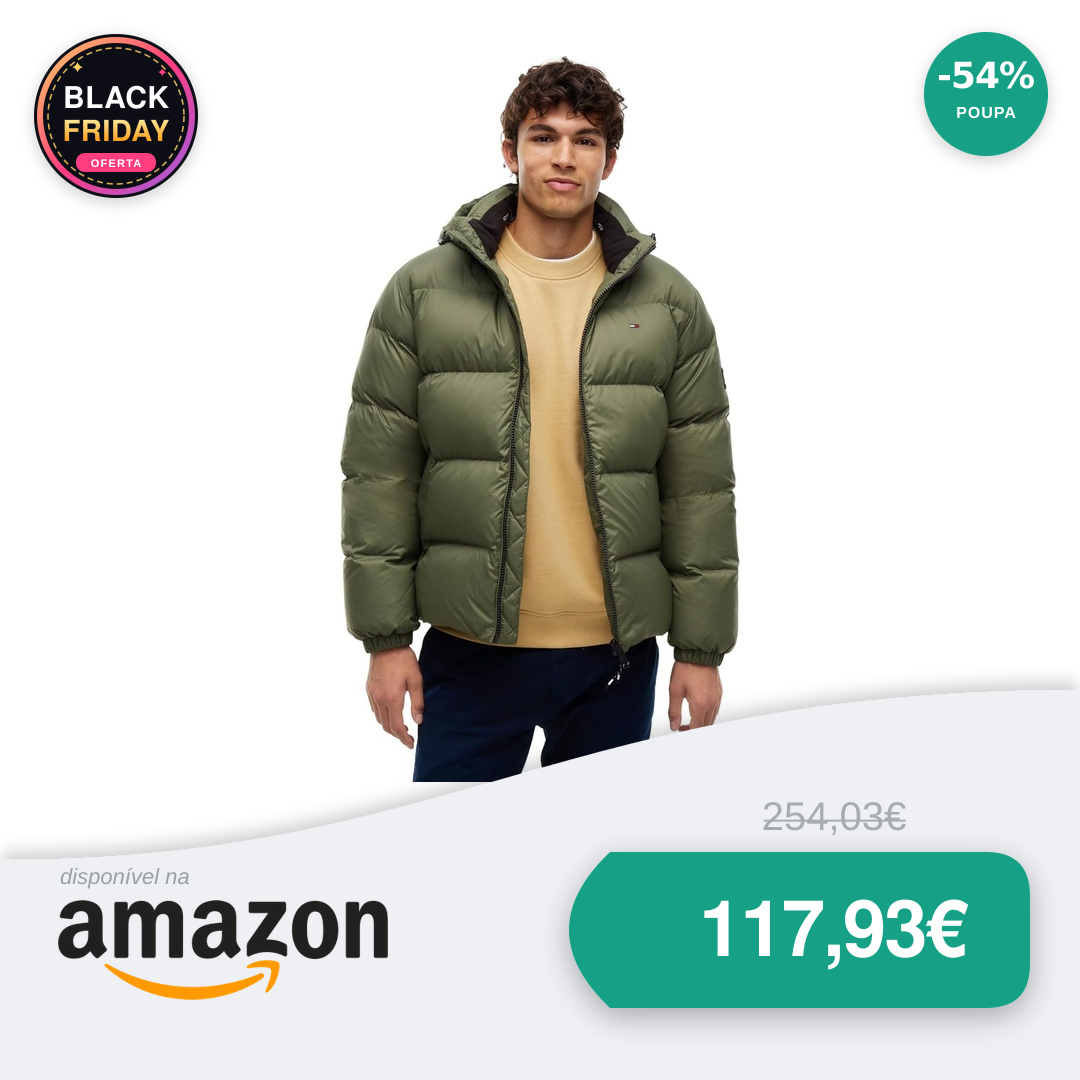 BLACK
FRIDAY
OFERTA
-54%
POUPA
254,03€
disponível na
amazon
117,93€